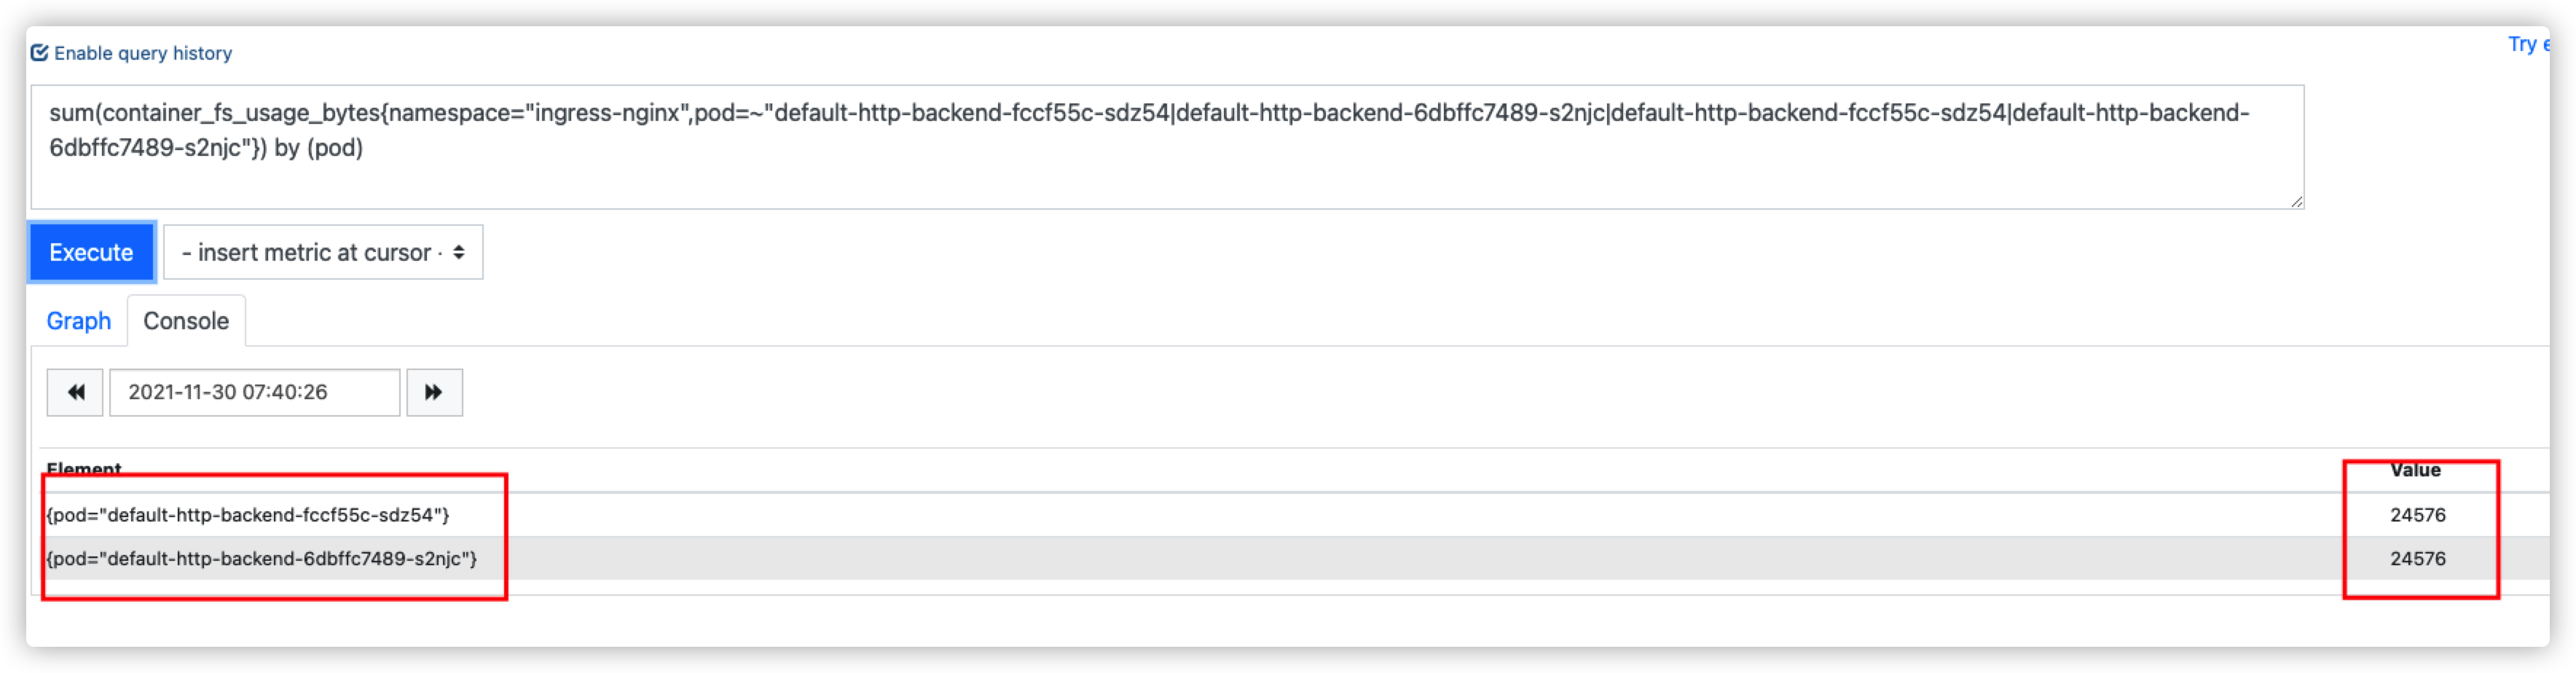 Enable query history
Try
sum(container_fs_usage_bytes{namespace="ingress-nginx",pod=~"default-http-backend-fccf55c-sdz54|default-http-backend-6dbffc7489-s2njc|default-http-backend-fccf55c-sdz54|default-http-backend-
6dbffc7489-s2njc"}) by (pod)
Execute
- insert metric at cursor ·
Graph
Console
2021-11-30 07:40:26
Element Value
{pod="default-http-backend-fccf55c-sdz54"} 24576
{pod="default-http-backend-6dbffc7489-s2njc"} 24576